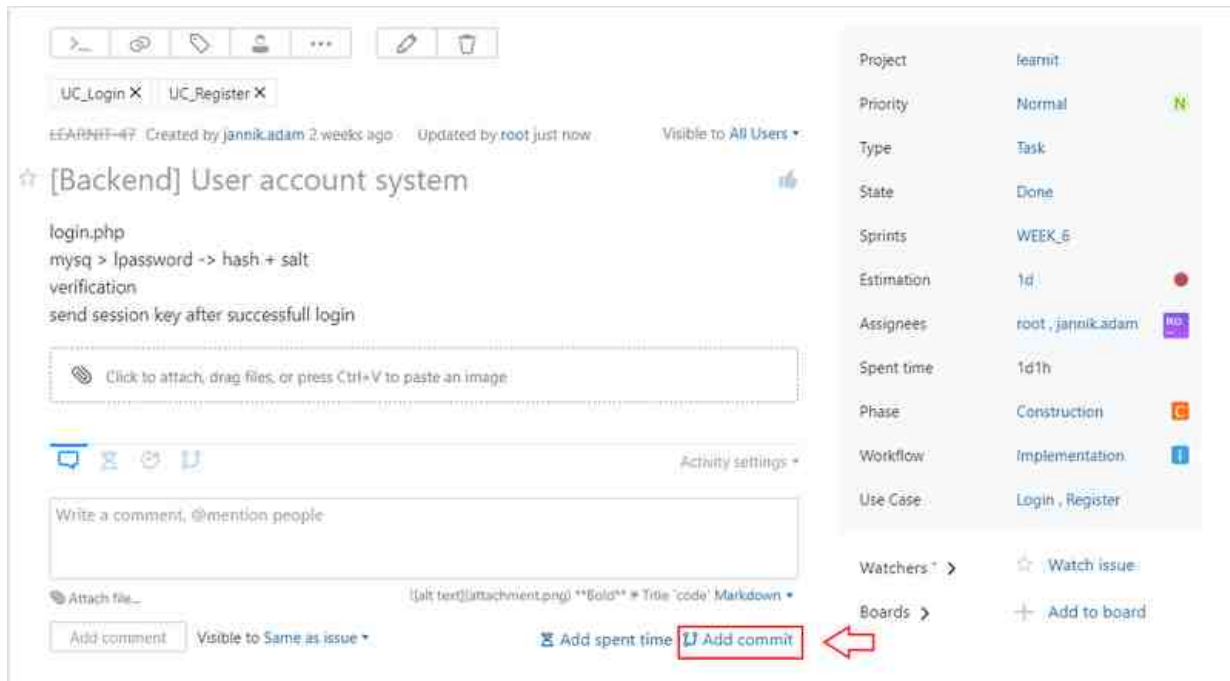 UC_Login X UC_Register X
LEARNIT-47 Created by jannik.adam 2 weeks ago Updated by root just now Visible to All Users
[Backend] User account system
login.php
mysq > lpassword -> hash + salt
verification
send session key after successfull login
Click to attach, drag files, or press Ctrl+V to paste an image
Activity settings
Write a comment, @mention people
Attach file...
![alt text](attachment.png) **Bold** # Title `code` Markdown
Add comment Visible to Same as issue Add spent time Add commit
Project learnit
Priority Normal N
Type Task
State Done
Sprints WEEK_6
Estimation 1d
Assignees root , jannik.adam RO
Spent time 1d1h
Phase Construction C
Workflow Implementation I
Use Case Login , Register
Watchers > Watch issue
Boards > Add to board